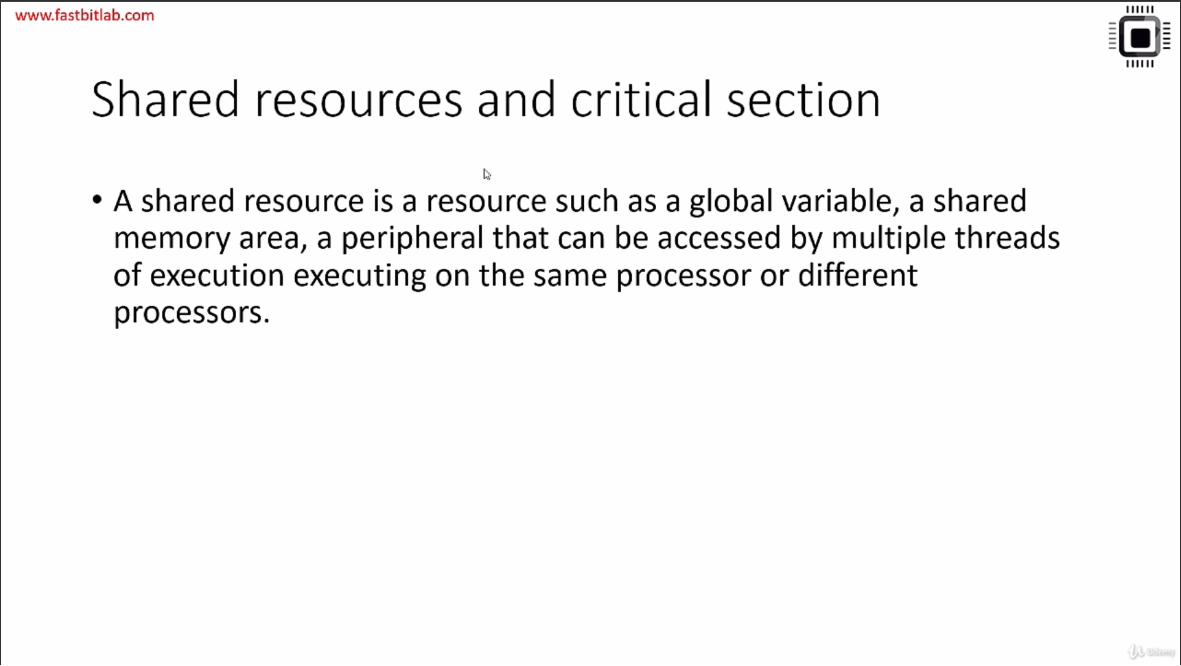 www.fastbitlab.com
Shared resources and critical section
• A shared resource is a resource such as a global variable, a shared
memory area, a peripheral that can be accessed by multiple threads
of execution executing on the same processor or different
processors.
Udemy